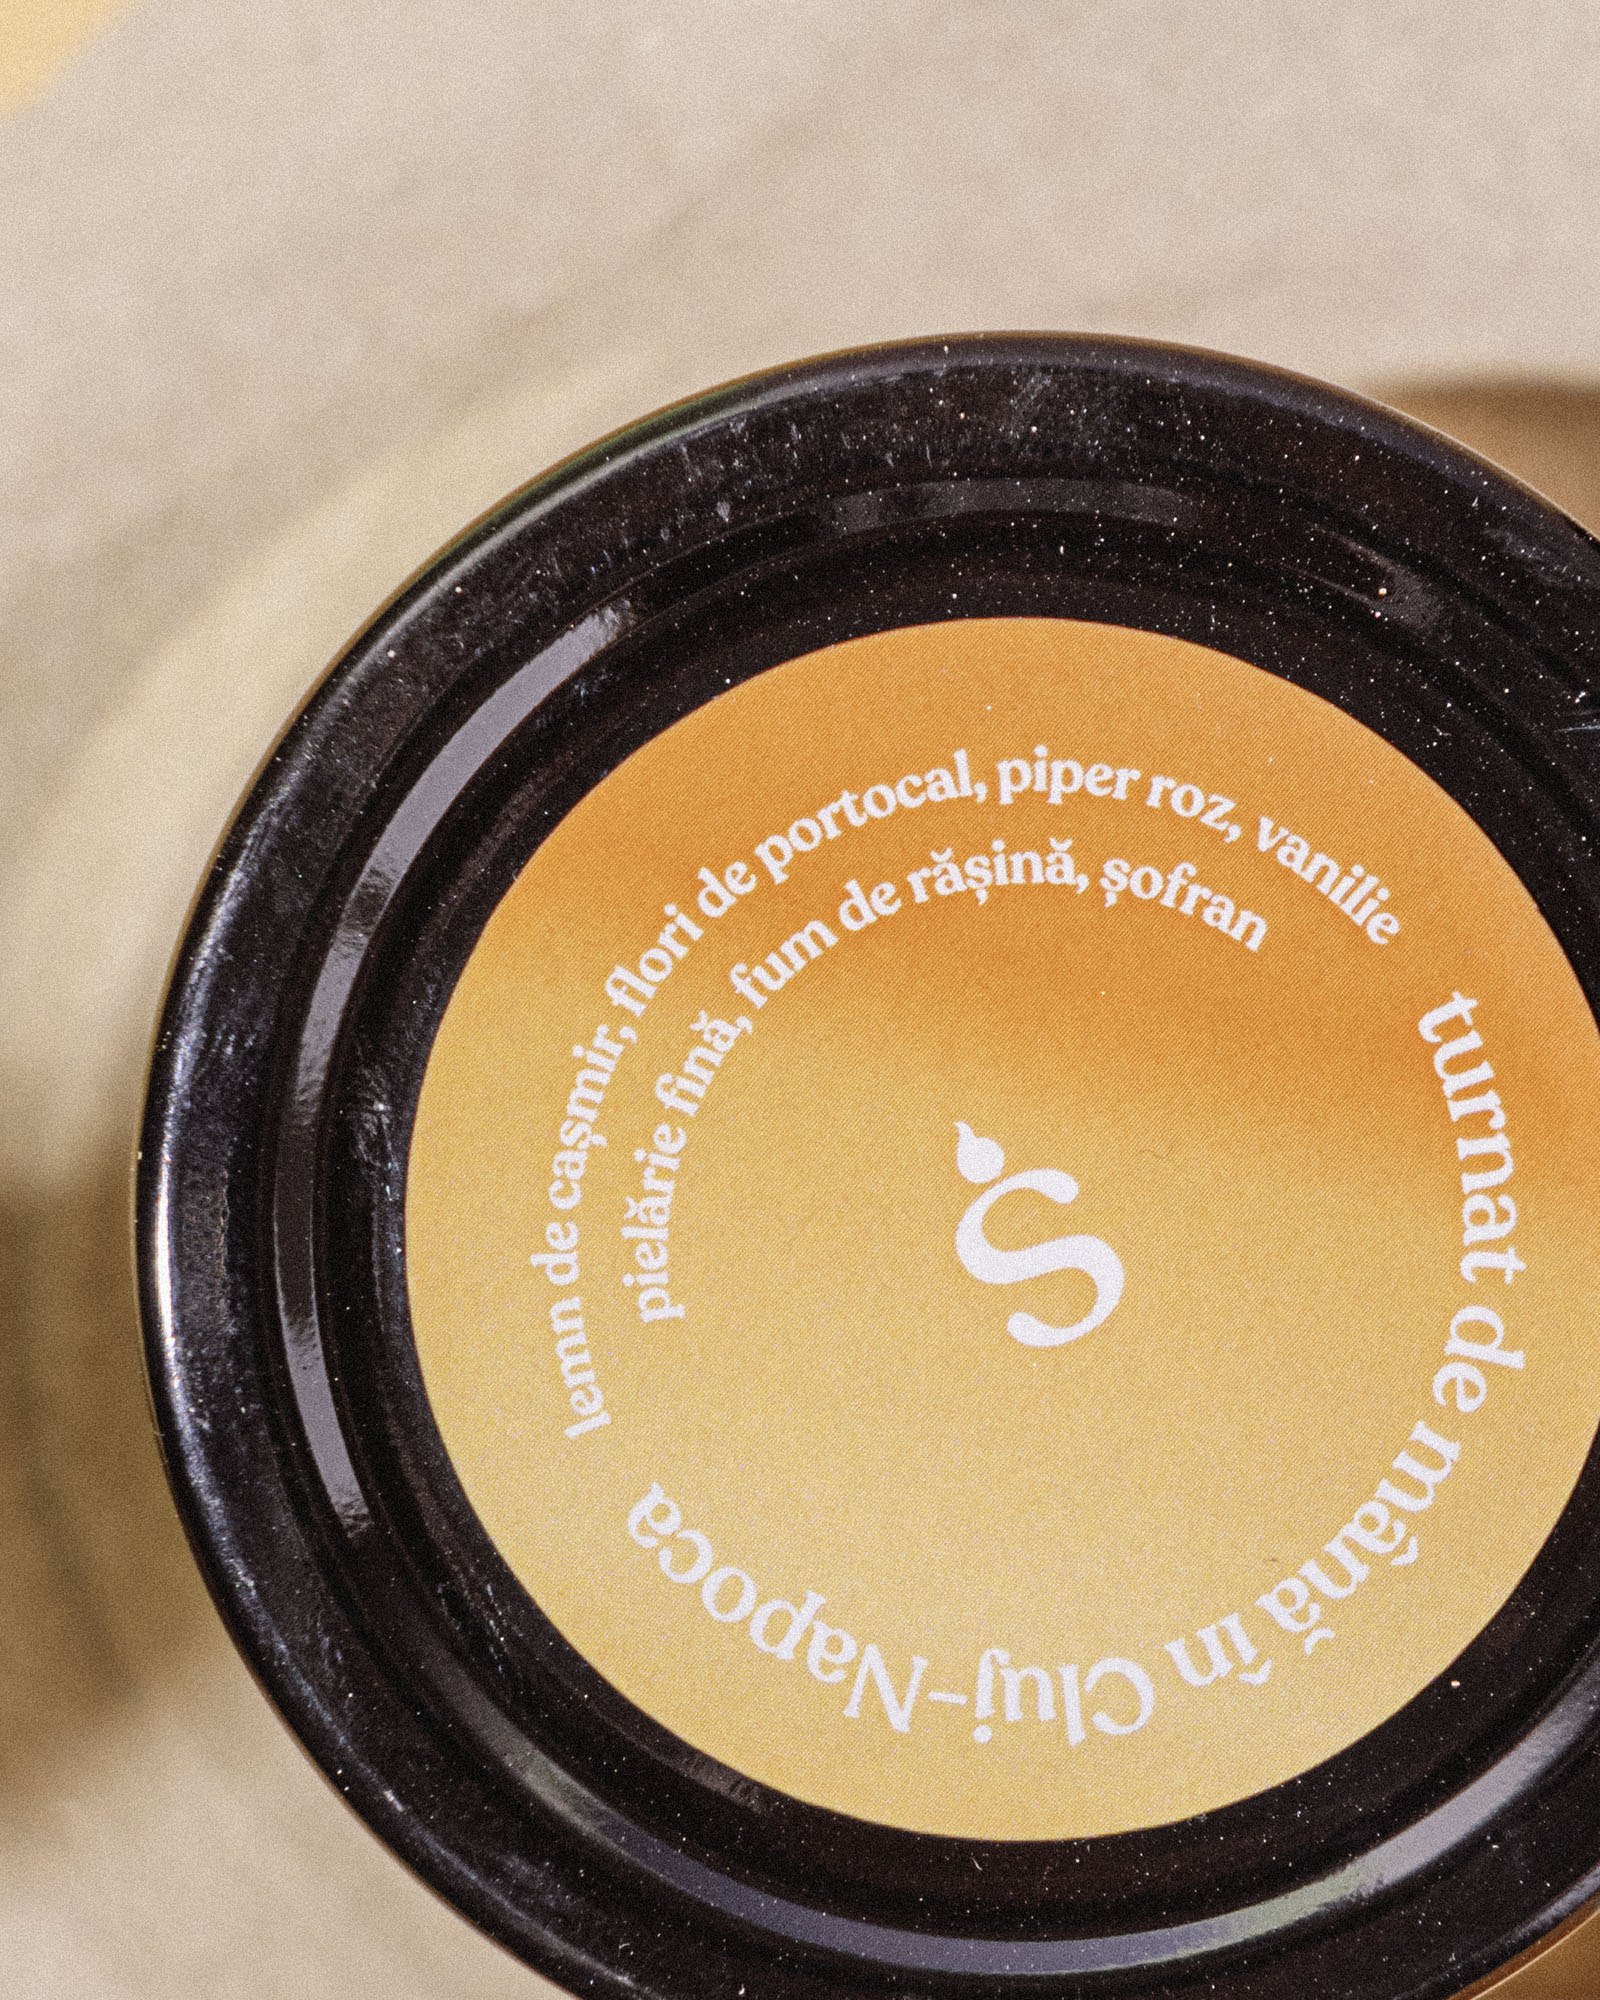 lemn de cașmir, flori de portocal, piper roz, vanilie
pielărie fină, fum de rășină, șofran
turnat de mână în Cluj-Napoca
S